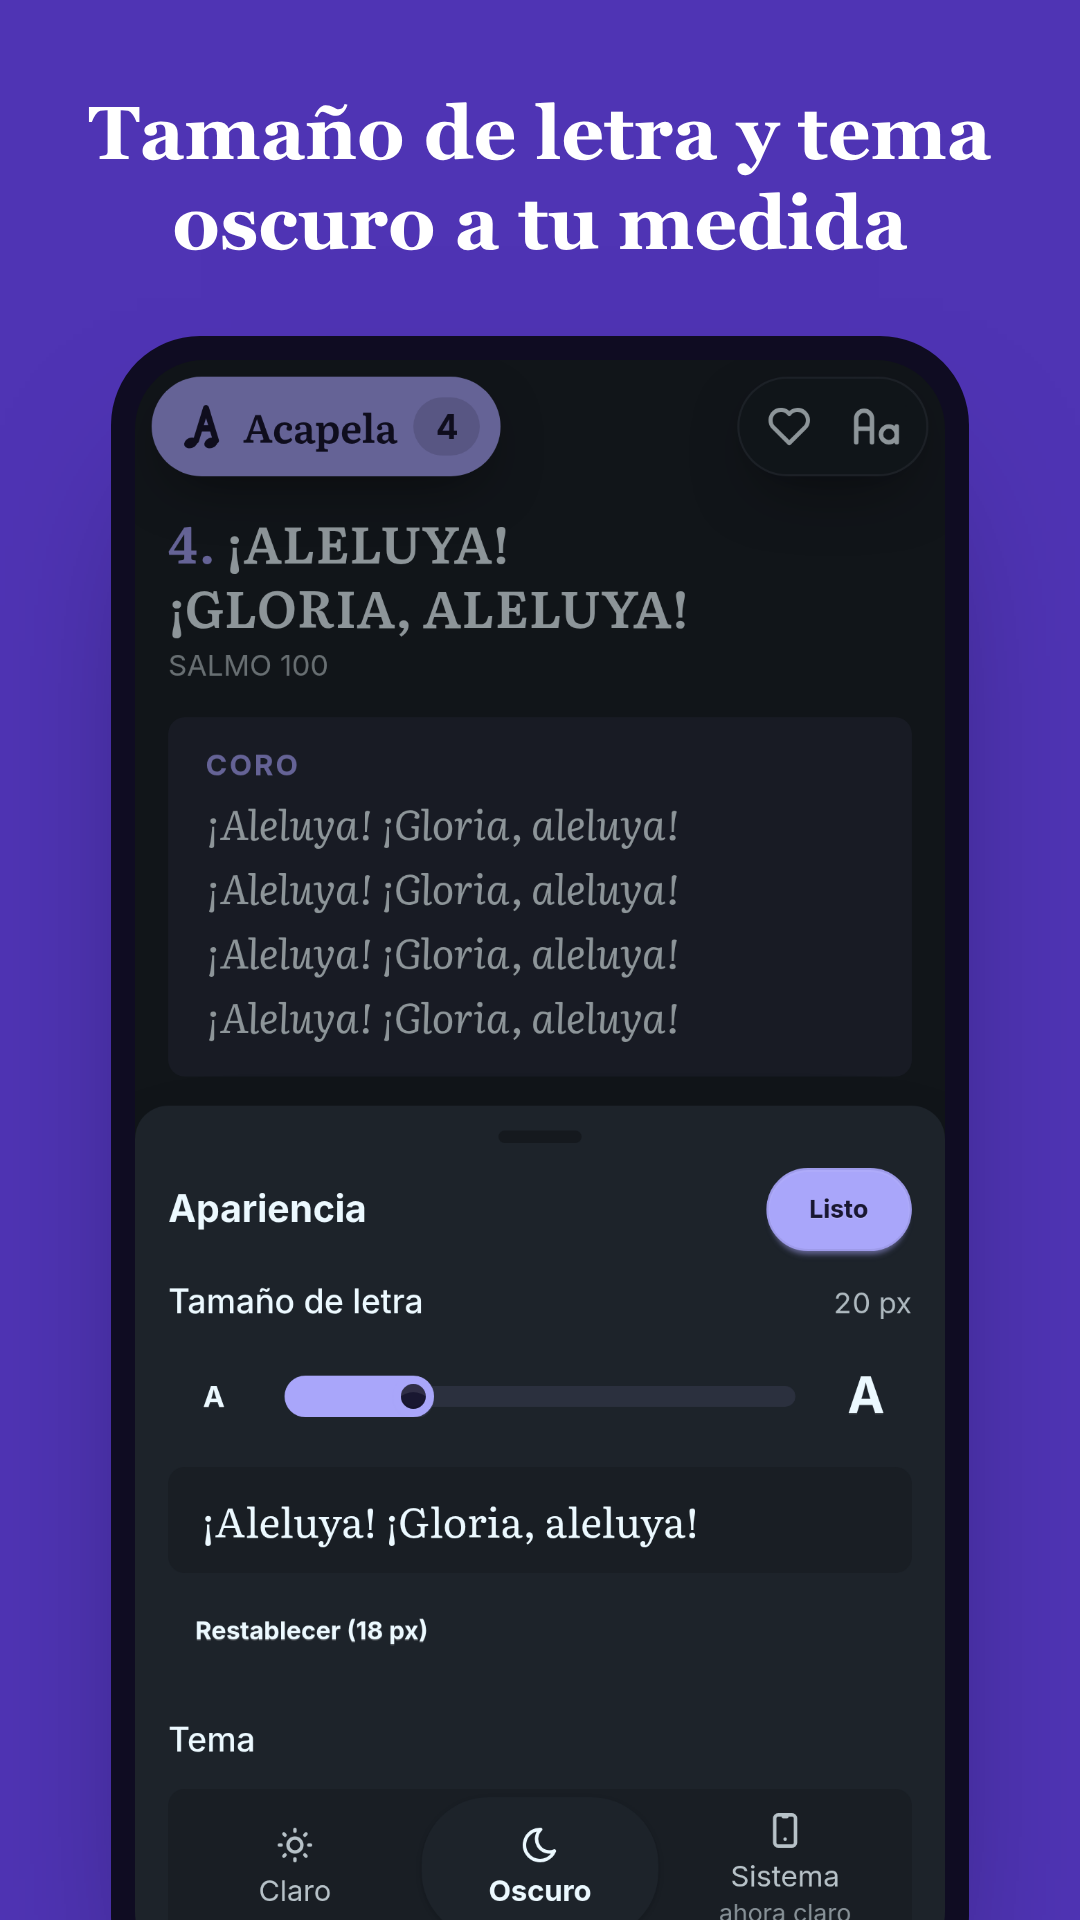 Tamaño de letra y tema
oscuro a tu medida
Acapela 4
Aa
4. ¡ALELUYA!
¡GLORIA, ALELUYA!
SALMO 100
CORO
¡Aleluya! ¡Gloria, aleluya!
¡Aleluya! ¡Gloria, aleluya!
¡Aleluya! ¡Gloria, aleluya!
¡Aleluya! ¡Gloria, aleluya!
Apariencia
Listo
Tamaño de letra
20 px
A
A
¡Aleluya! ¡Gloria, aleluya!
Restablecer (18 px)
Tema
Claro
Oscuro
Sistema
ahora claro